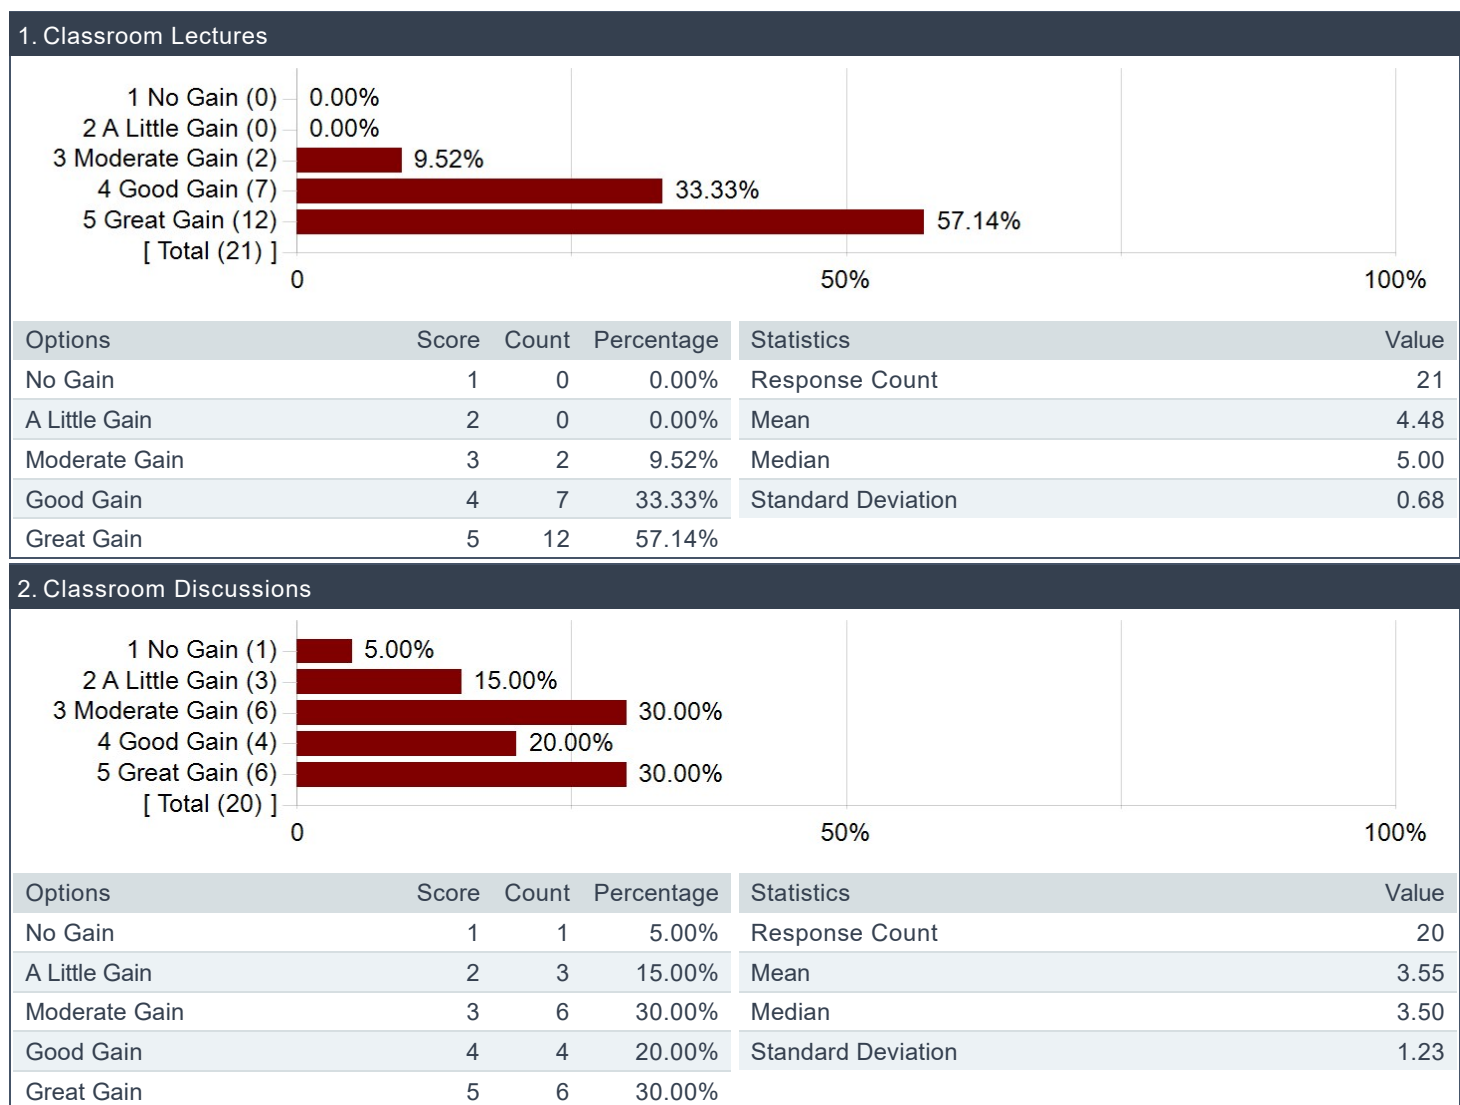 1. Classroom Lectures
1 No Gain (0) 0.00%
2 A Little Gain (0) 0.00%
3 Moderate Gain (2) 9.52%
4 Good Gain (7) 33.33%
5 Great Gain (12) 57.14%
[ Total (21) ]
0 50% 100%
Options Score Count Percentage Statistics Value
No Gain 1 0 0.00% Response Count 21
A Little Gain 2 0 0.00% Mean 4.48
Moderate Gain 3 2 9.52% Median 5.00
Good Gain 4 7 33.33% Standard Deviation 0.68
Great Gain 5 12 57.14%
2. Classroom Discussions
1 No Gain (1) 5.00%
2 A Little Gain (3) 15.00%
3 Moderate Gain (6) 30.00%
4 Good Gain (4) 20.00%
5 Great Gain (6) 30.00%
[ Total (20) ]
0 50% 100%
Options Score Count Percentage Statistics Value
No Gain 1 1 5.00% Response Count 20
A Little Gain 2 3 15.00% Mean 3.55
Moderate Gain 3 6 30.00% Median 3.50
Good Gain 4 4 20.00% Standard Deviation 1.23
Great Gain 5 6 30.00%